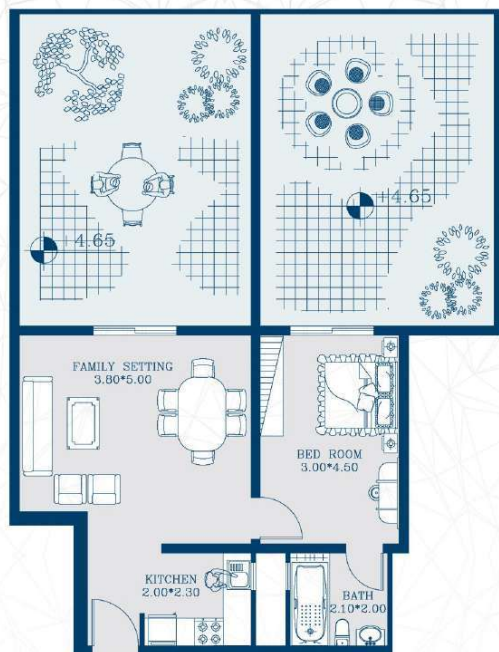 +4.65
+4.65
FAMILY SETTING
3.80*5.00
BED ROOM
3.00*4.50
KITCHEN
2.00*2.30
BATH
2.10*2.00